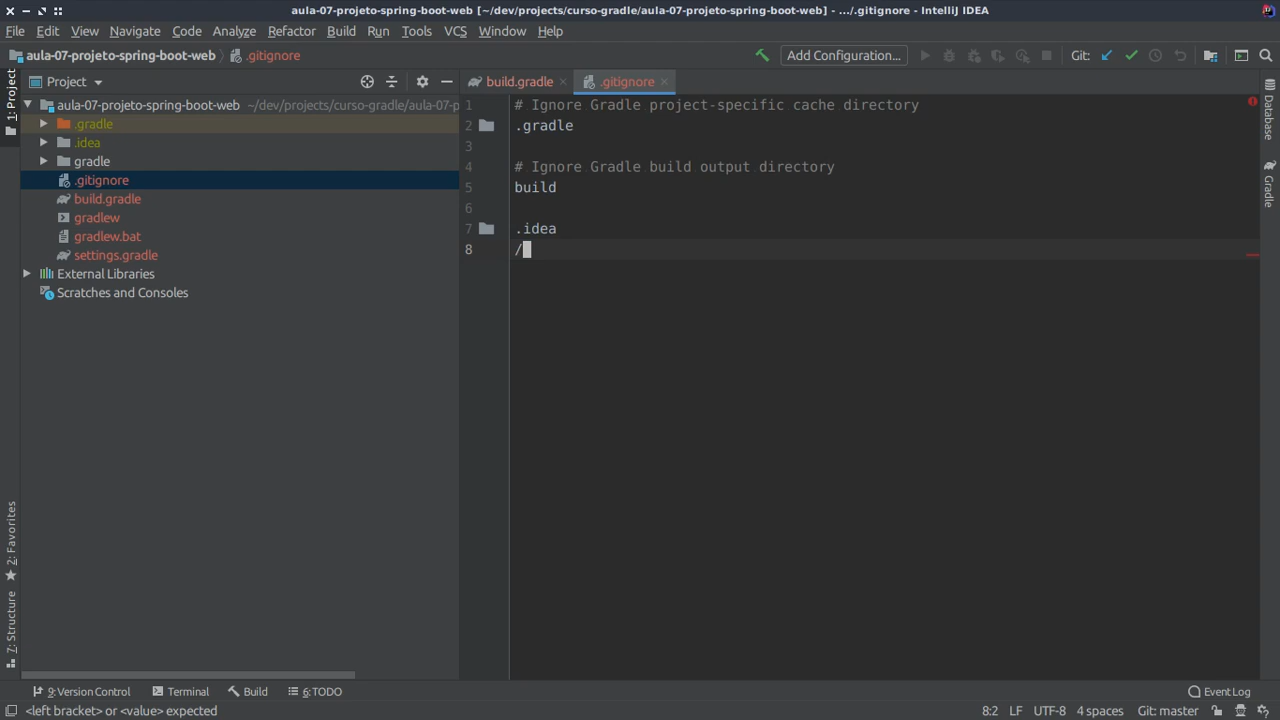 aula-07-projeto-spring-boot-web [~/dev/projects/curso-gradle/aula-07-projeto-spring-boot-web] - .../.gitignore - IntelliJ IDEA
File Edit View Navigate Code Analyze Refactor Build Run Tools VCS Window Help
aula-07-projeto-spring-boot-web .gitignore Add Configuration... Git:
1: Project
Project
build.gradle .gitignore
aula-07-projeto-spring-boot-web ~/dev/projects/curso-gradle/aula-07-p
.gradle
.idea
gradle
.gitignore
build.gradle
gradlew
gradlew.bat
settings.gradle
External Libraries
Scratches and Consoles
1 # Ignore Gradle project-specific cache directory
2 .gradle
3
4 # Ignore Gradle build output directory
5 build
6
7 .idea
8 /
Database
Gradle
2: Favorites
7: Structure
9: Version Control Terminal Build 6: TODO Event Log
<left bracket> or <value> expected 8:2 LF UTF-8 4 spaces Git: master